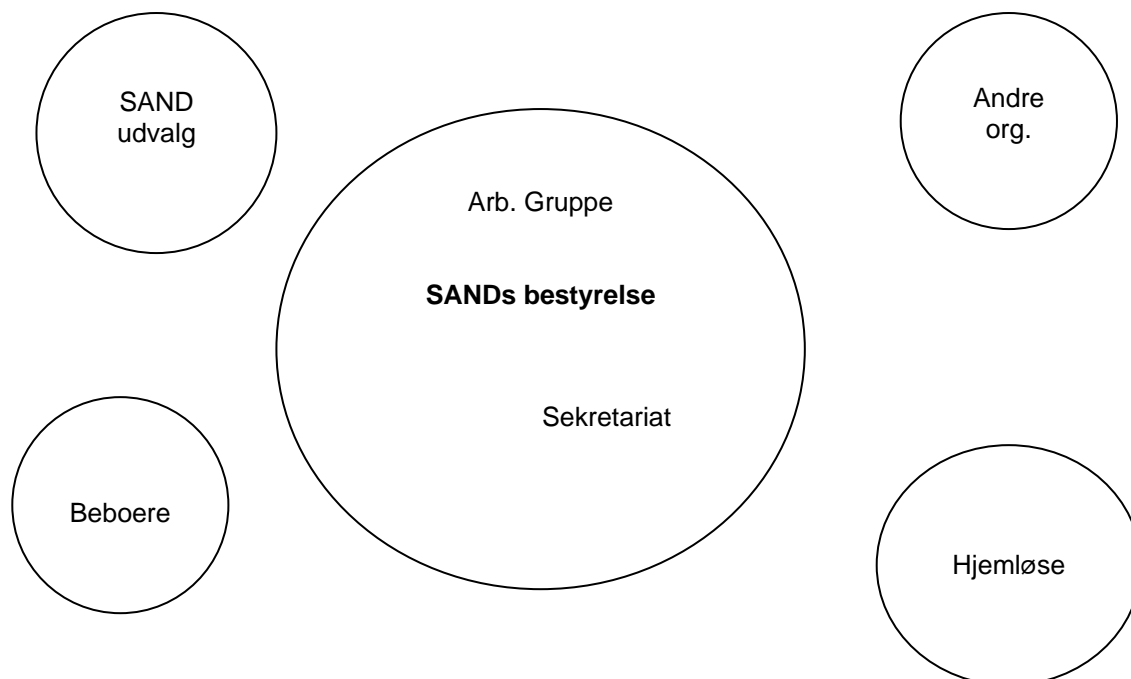 SAND
udvalg
Andre
org.
Arb. Gruppe
SANDs bestyrelse
Sekretariat
Beboere
Hjemløse